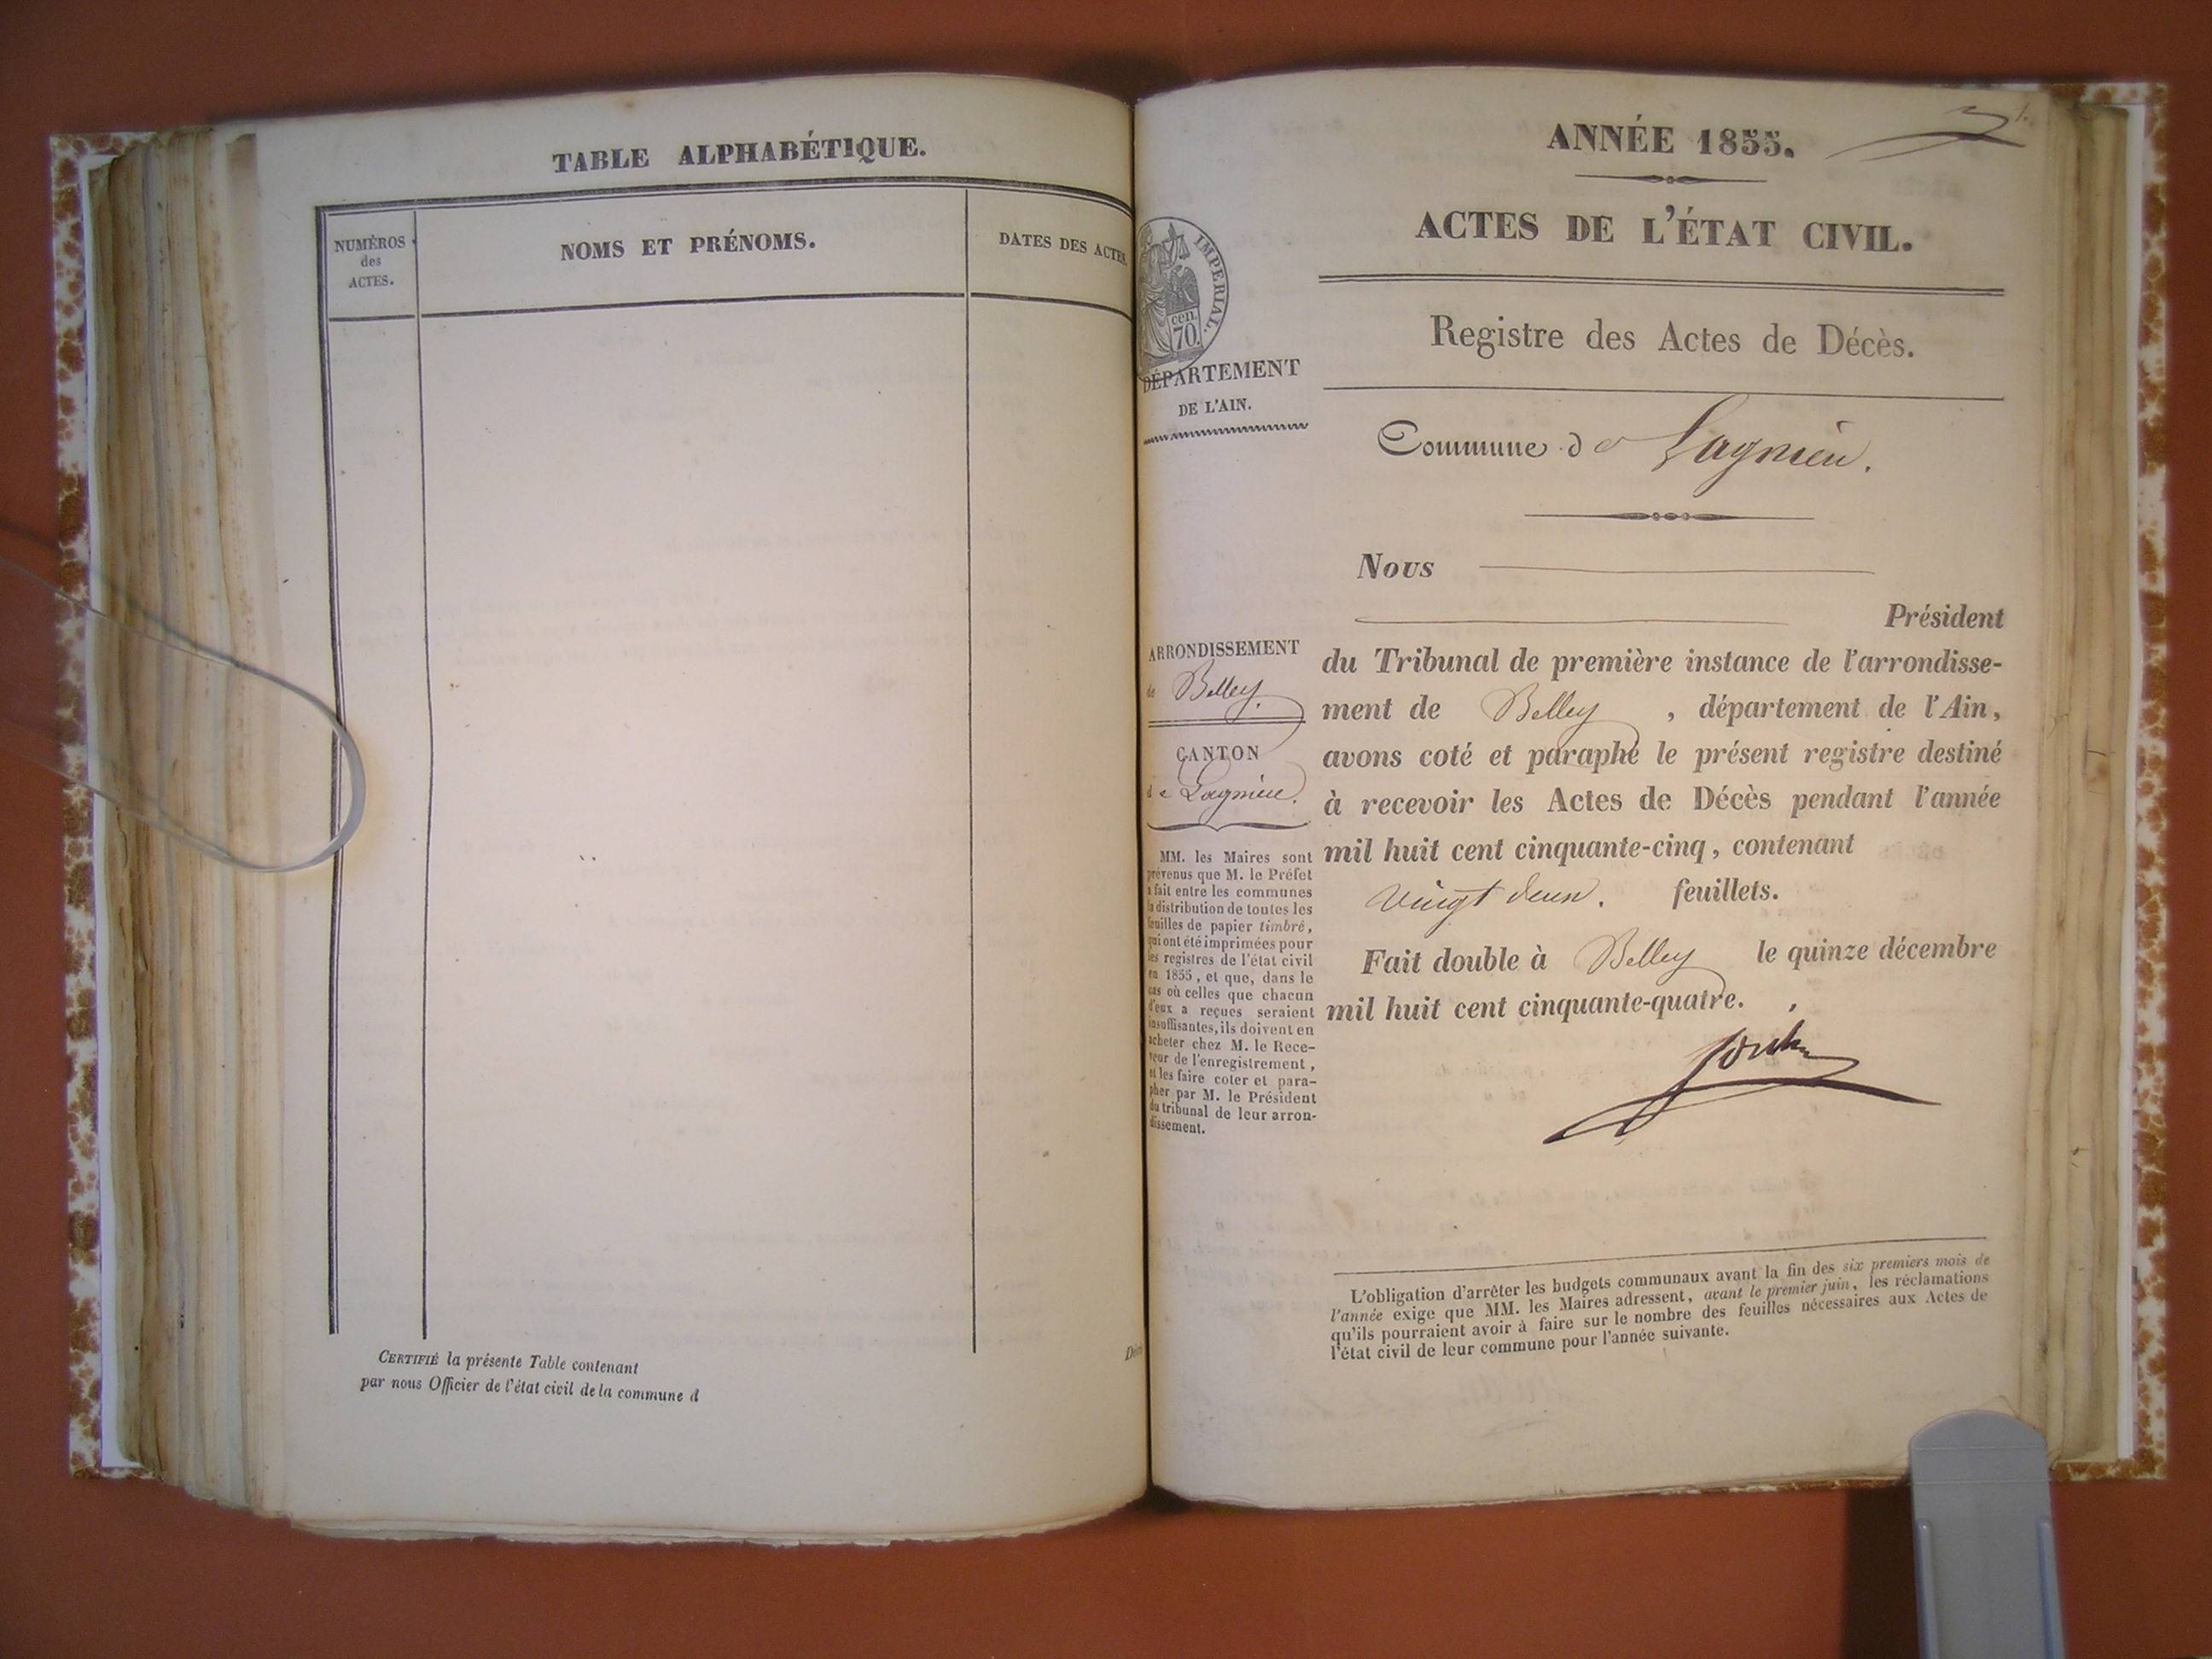 TABLE ALPHABÉTIQUE.
NUMÉROS
des
ACTES.
NOMS ET PRÉNOMS.
DATES DES ACTES
CERTIFIÉ la présente Table contenant
par nous Officier de l'état civil de la commune d
ANNÉE 1855.
ACTES DE L'ÉTAT CIVIL.
Registre des Actes de Décès.
IMPERIAL.
cen.
70.
DÉPARTEMENT
DE L'AIN.
Commune de Lagnieu.
Nous
Président
du Tribunal de première instance de l'arrondisse-
ment de Belley, département de l'Ain,
avons coté et paraphé le présent registre destiné
à recevoir les Actes de Décès pendant l'année
mil huit cent cinquante-cinq, contenant
vingt deux. feuillets.
Fait double à Belley le quinze décembre
mil huit cent cinquante-quatre.
ARRONDISSEMENT
de Belley.
CANTON
de Lagnieu.
MM. les Maires sont
prévenus que M. le Préfet
a fait entre les communes
la distribution de toutes les
feuilles de papier timbré,
qui ont été imprimées pour
les registres de l'état civil
en 1855, et que, dans le
cas où celles que chacun
d'eux a reçues seraient
insuffisantes, ils doivent en
acheter chez M. le Rece-
veur de l'enregistrement,
et les faire coter et para-
pher par M. le Président
du tribunal de leur arron-
dissement.
L'obligation d'arrêter les budgets communaux avant la fin des six premiers mois de
l'année exige que MM. les Maires adressent, avant le premier juin, les réclamations
qu'ils pourraient avoir à faire sur le nombre des feuilles nécessaires aux Actes de
l'état civil de leur commune pour l'année suivante.